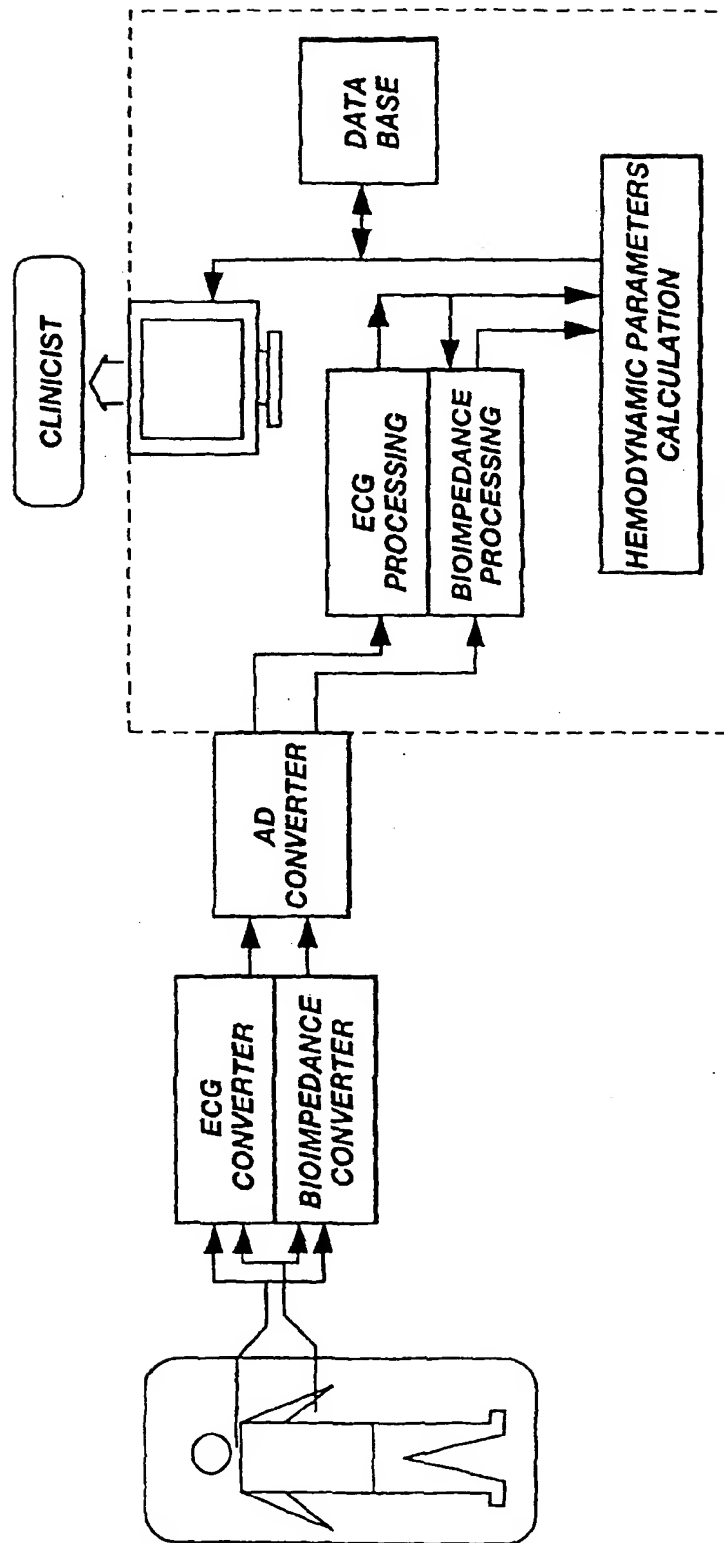 ECG
CONVERTER
BIOIMPEDANCE
CONVERTER
AD
CONVERTER
ECG
PROCESSING
BIOIMPEDANCE
PROCESSING
HEMODYNAMIC PARAMETERS
CALCULATION
DATA
BASE
CLINICIST